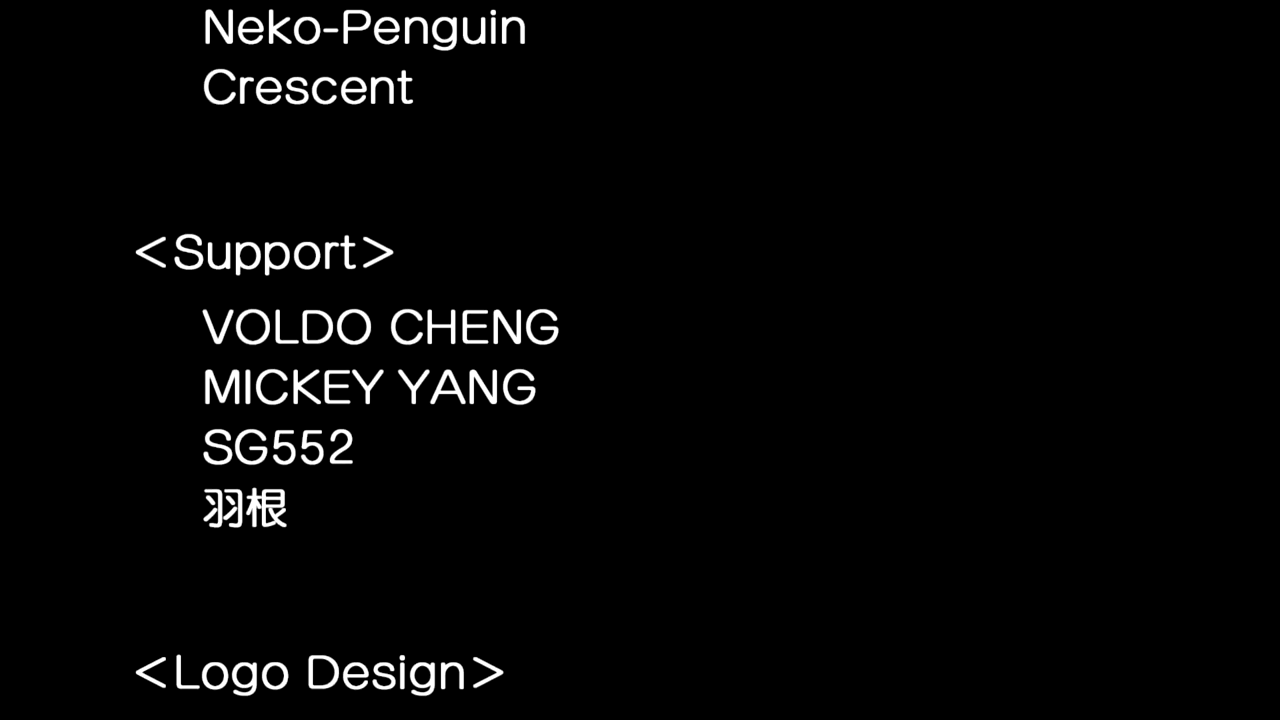 Neko-Penguin
Crescent
＜Support＞
VOLDO CHENG
MICKEY YANG
SG552
羽根
＜Logo Design＞